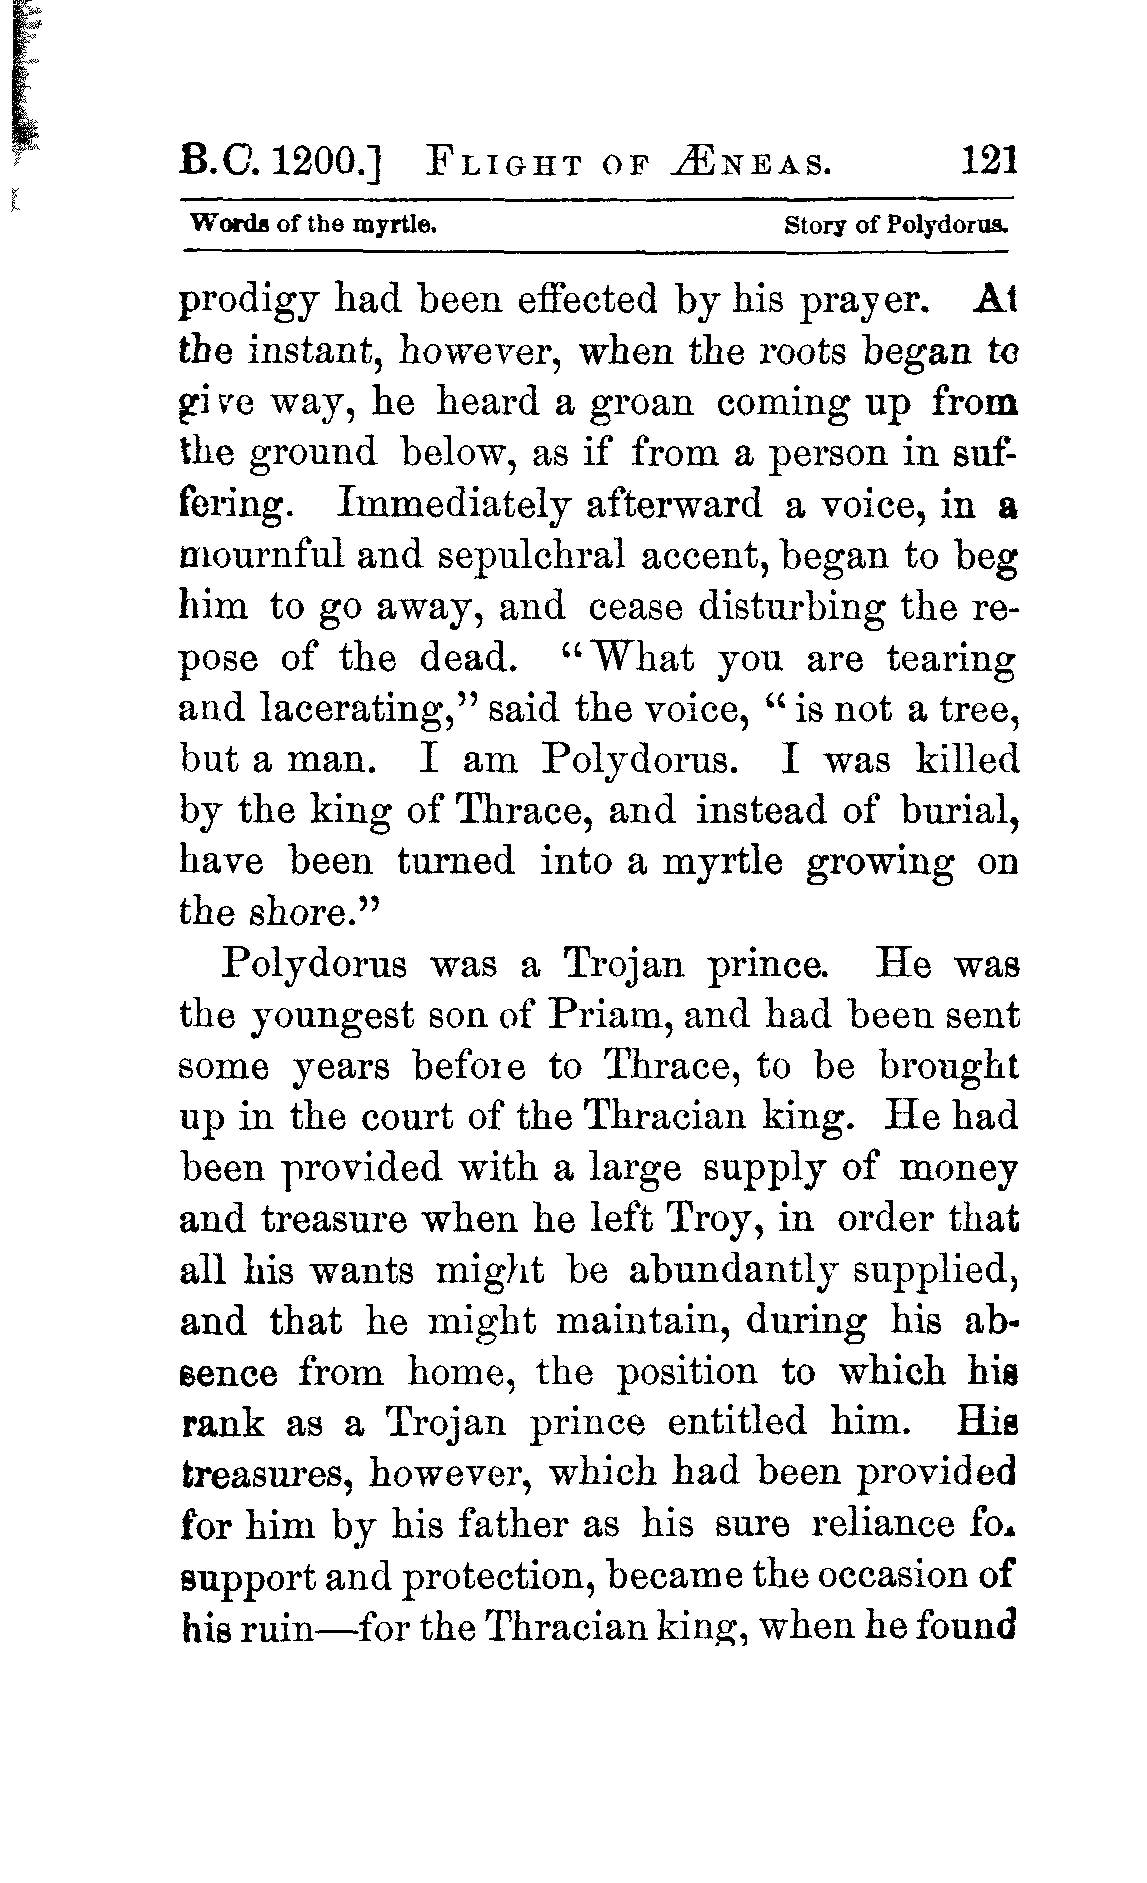 B.C. 1200.] FLIGHT OF ÆNEAS. 121
Words of the myrtle. Story of Polydorus.
prodigy had been effected by his prayer. At
the instant, however, when the roots began to
give way, he heard a groan coming up from
the ground below, as if from a person in suf-
fering. Immediately afterward a voice, in a
mournful and sepulchral accent, began to beg
him to go away, and cease disturbing the re-
pose of the dead. “What you are tearing
and lacerating,” said the voice, “is not a tree,
but a man. I am Polydorus. I was killed
by the king of Thrace, and instead of burial,
have been turned into a myrtle growing on
the shore.”
Polydorus was a Trojan prince. He was
the youngest son of Priam, and had been sent
some years before to Thrace, to be brought
up in the court of the Thracian king. He had
been provided with a large supply of money
and treasure when he left Troy, in order that
all his wants might be abundantly supplied,
and that he might maintain, during his ab-
sence from home, the position to which his
rank as a Trojan prince entitled him. His
treasures, however, which had been provided
for him by his father as his sure reliance for
support and protection, became the occasion of
his ruin—for the Thracian king, when he found